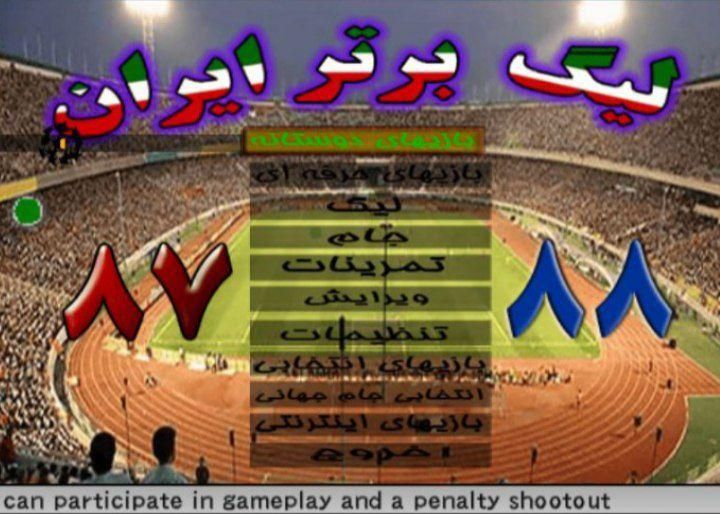 لیگ برتر ایران
بازیهای دوستانه
بازیهای حرفه ای
لیگ
جام
۸۷ ۸۸
تمرینات
ویرایش
تنظیمات
بازیهای انتخابی
انتخابی جام جهانی
بازیهای اینترنتی
خروج
can participate in gameplay and a penalty shootout